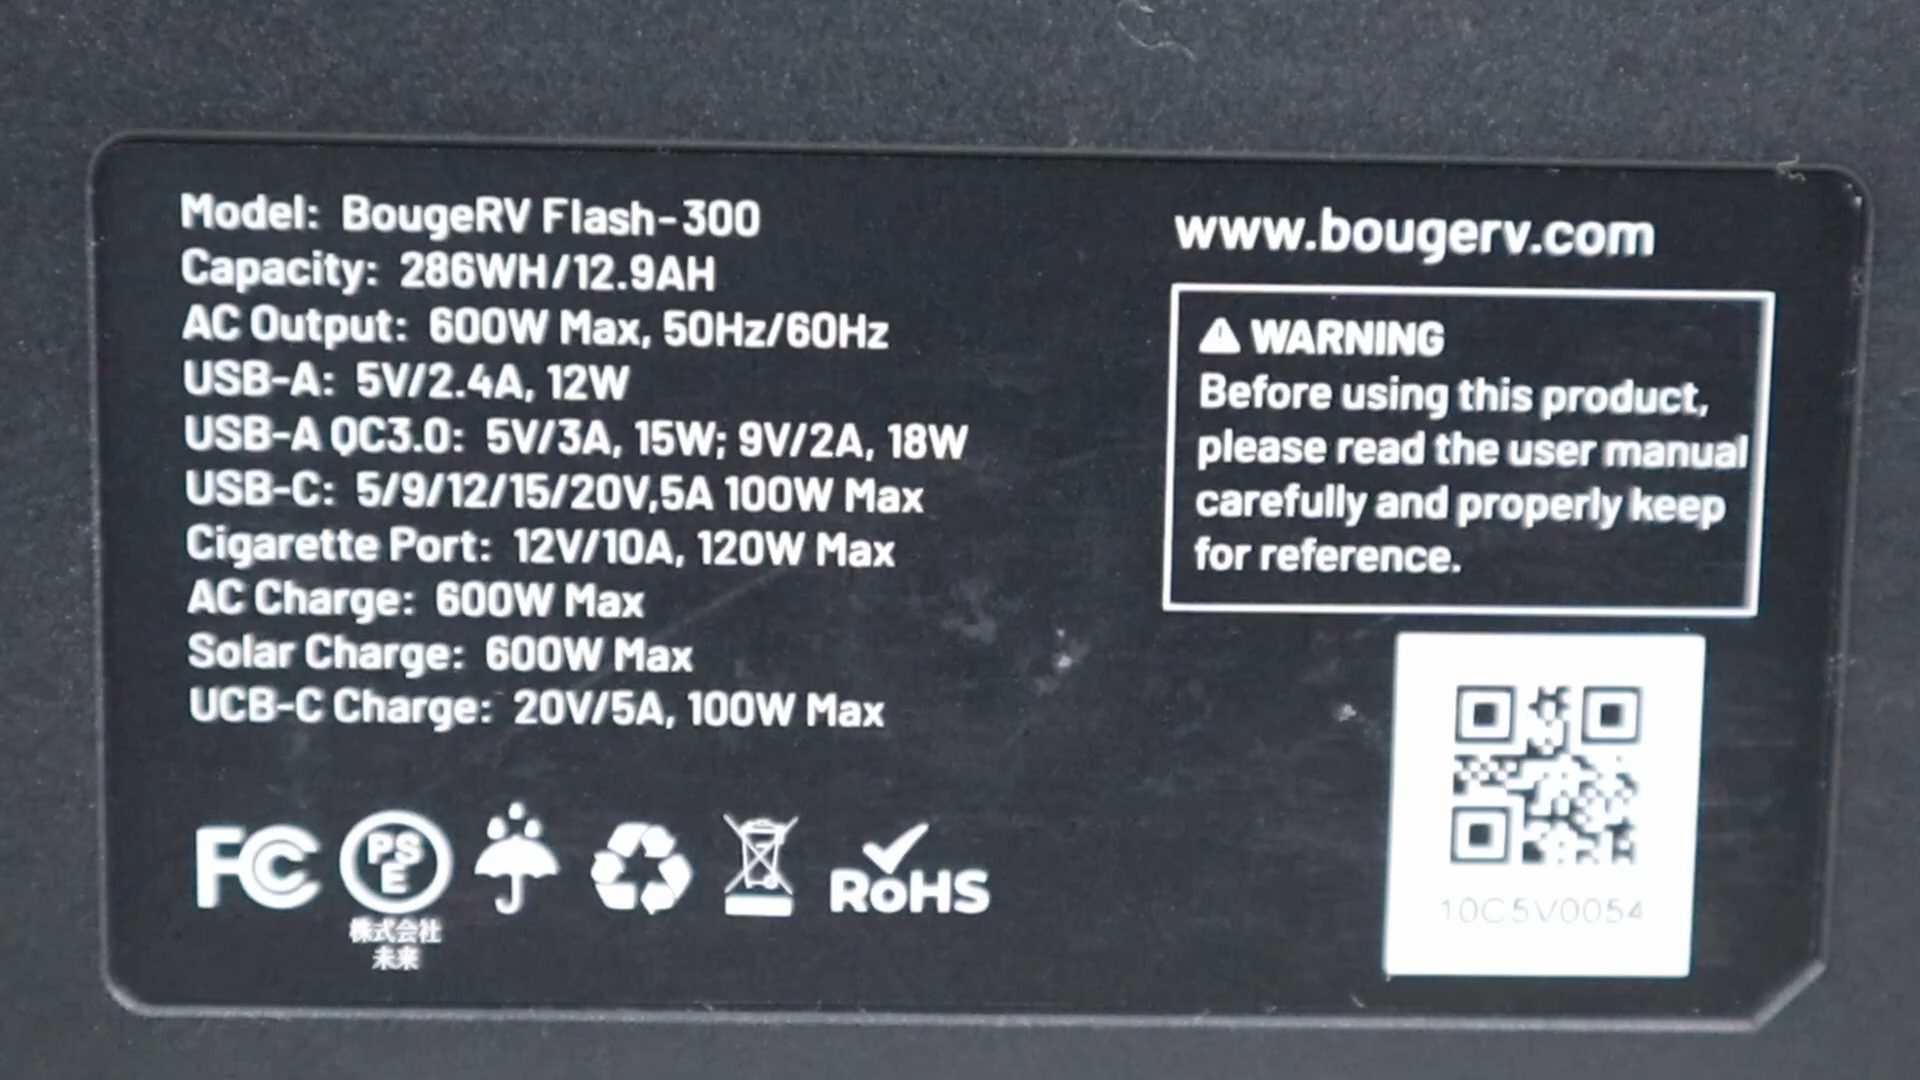 Model: BougeRV Flash-300
Capacity: 286WH/12.9AH
AC Output: 600W Max, 50Hz/60Hz
USB-A: 5V/2.4A, 12W
USB-A QC3.0: 5V/3A, 15W; 9V/2A, 18W
USB-C: 5/9/12/15/20V,5A 100W Max
Cigarette Port: 12V/10A, 120W Max
AC Charge: 600W Max
Solar Charge: 600W Max
UCB-C Charge: 20V/5A, 100W Max
FC
PS
E
株式会社
未来
RoHS
www.bougerv.com
WARNING
Before using this product,
please read the user manual
carefully and properly keep
for reference.
10C5V0054